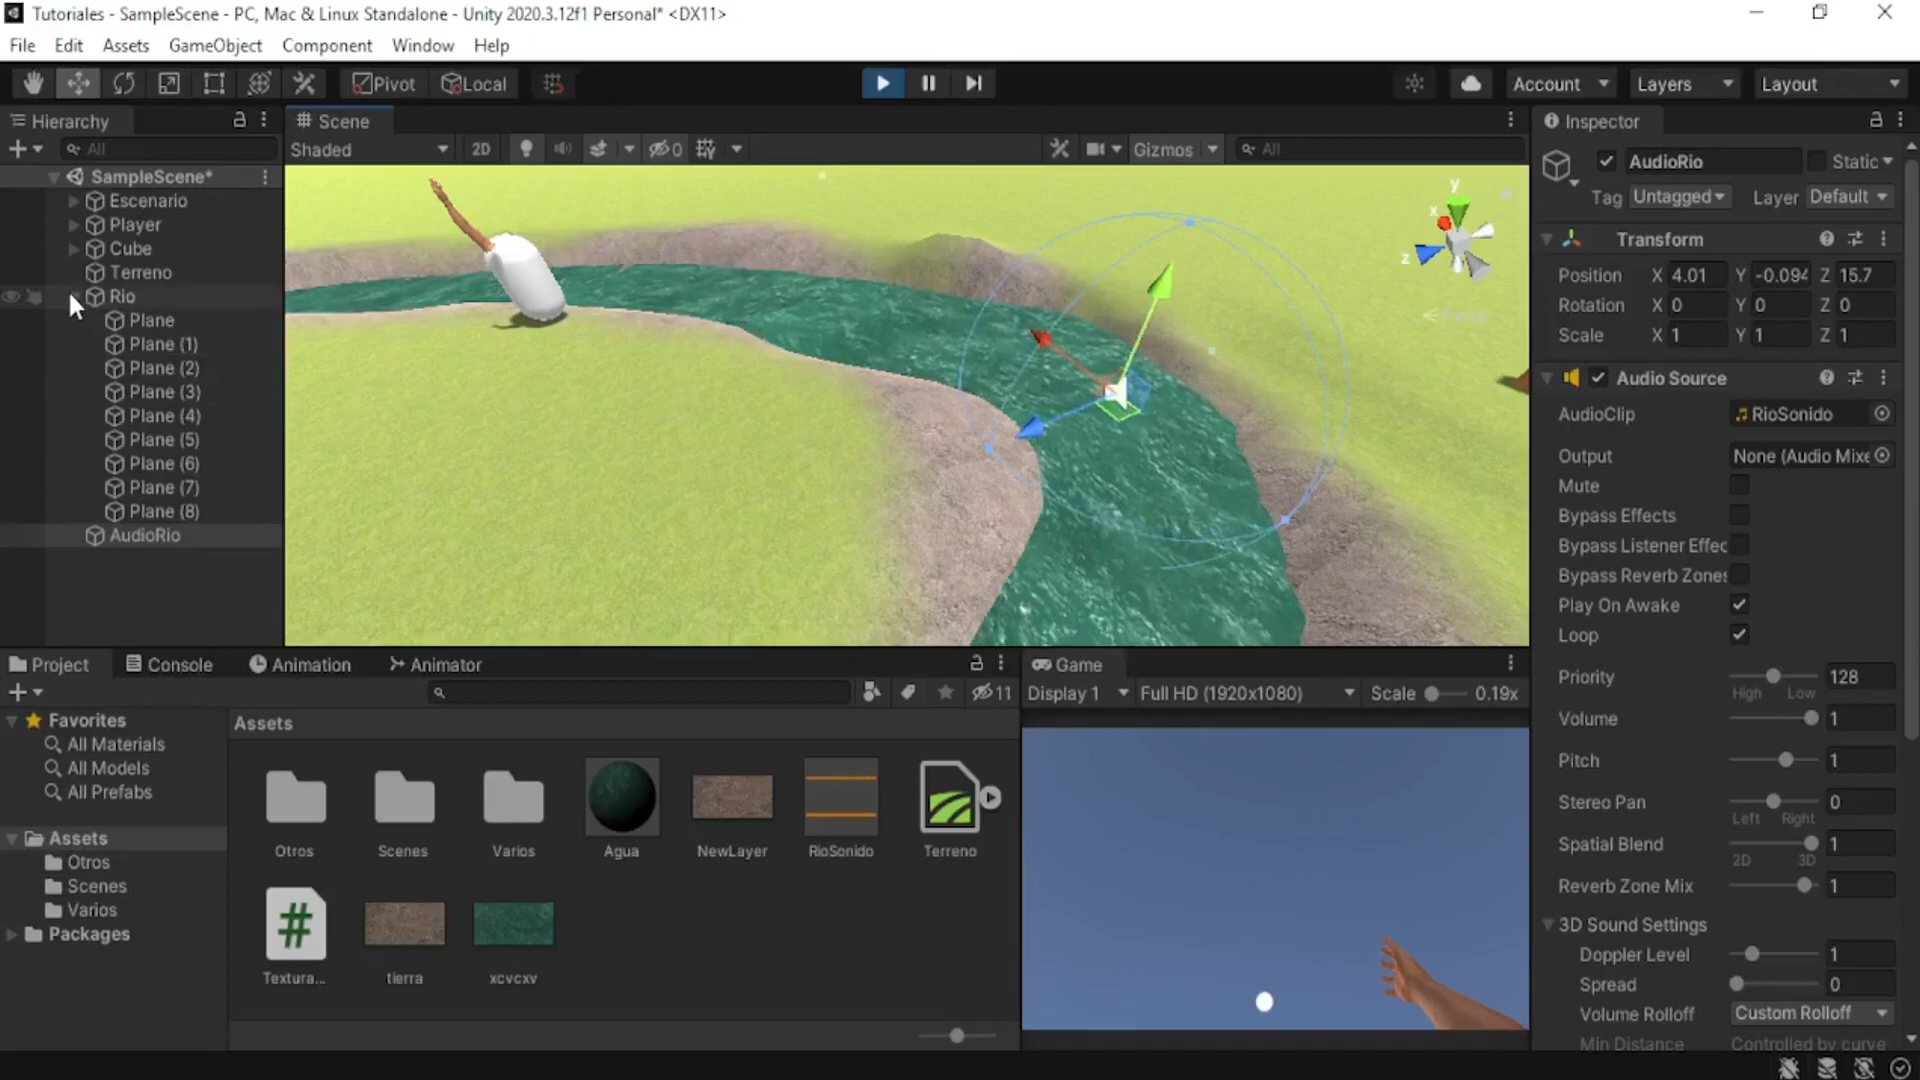 Tutoriales - SampleScene - PC, Mac & Linux Standalone - Unity 2020.3.12f1 Personal* <DX11>
File Edit Assets GameObject Component Window Help
Pivot Local Account Layers Layout
Hierarchy
All
SampleScene*
Escenario
Player
Cube
Terreno
Rio
Plane
Plane (1)
Plane (2)
Plane (3)
Plane (4)
Plane (5)
Plane (6)
Plane (7)
Plane (8)
AudioRio
Scene
Shaded 2D 0 Gizmos All
y
x
z
Persp
Inspector
AudioRio Static
Tag Untagged Layer Default
Transform
Position X 4.01 Y -0.094 Z 15.7
Rotation X 0 Y 0 Z 0
Scale X 1 Y 1 Z 1
Audio Source
AudioClip RioSonido
Output None (Audio Mixe
Mute
Bypass Effects
Bypass Listener Effec
Bypass Reverb Zones
Play On Awake
Loop
Priority 128
High Low
Volume 1
Pitch 1
Stereo Pan 0
Left Right
Spatial Blend 1
2D 3D
Reverb Zone Mix 1
3D Sound Settings
Doppler Level 1
Spread 0
Volume Rolloff Custom Rolloff
Min Distance Controlled by curve
Project Console Animation Animator
11
Favorites
All Materials
All Models
All Prefabs
Assets
Otros
Scenes
Varios
Packages
Assets
Otros Scenes Varios Agua NewLayer RioSonido Terreno
#
Textura... tierra xcvcxv
Game
Display 1 Full HD (1920x1080) Scale 0.19x